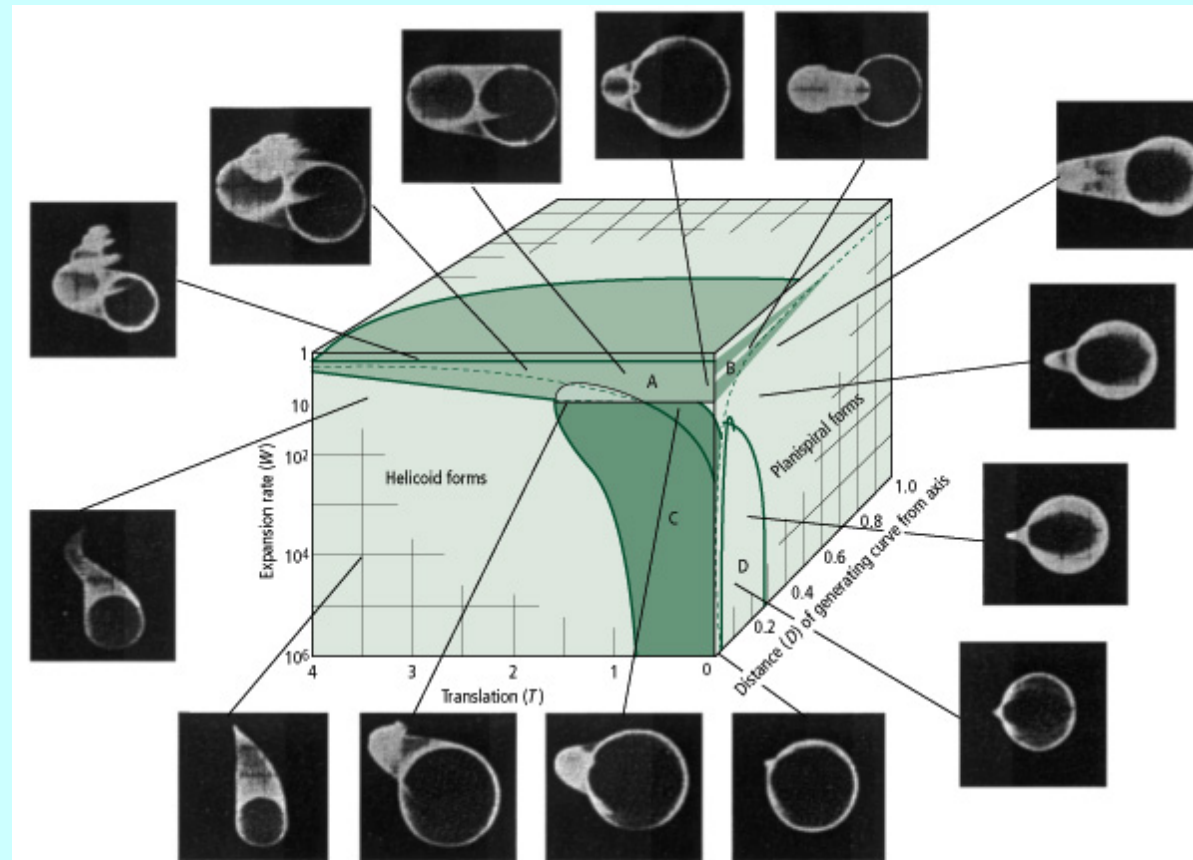 1
10
10²
10⁴
10⁶
Expansion rate (W)
Helicoid forms
A
B
C
D
Planispiral forms
4
3
2
1
0
Translation (T)
0.2
0.4
0.6
0.8
1.0
Distance (D) of generating curve from axis